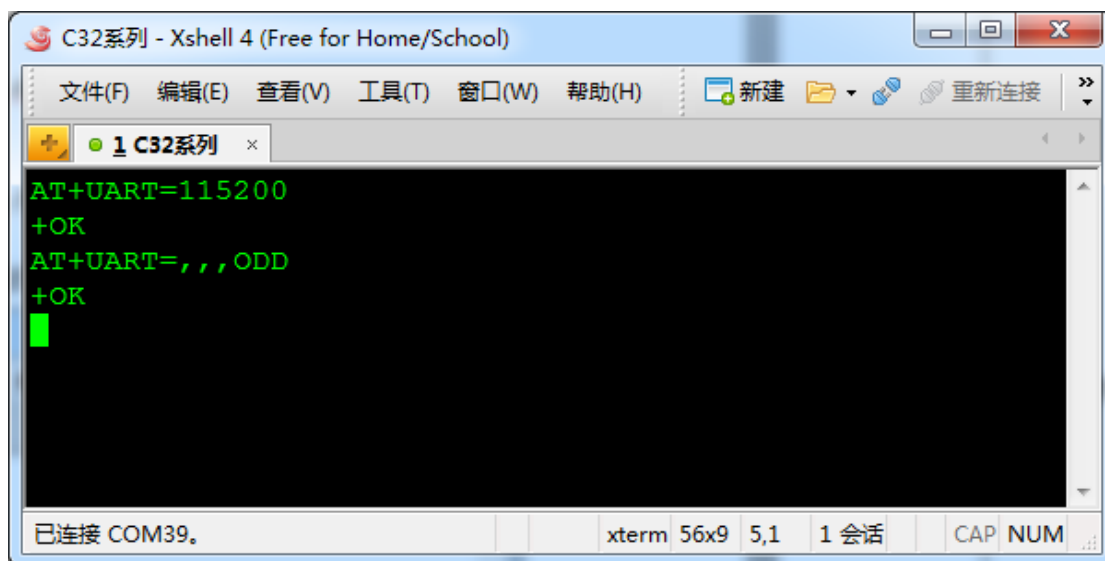 C32系列 - Xshell 4 (Free for Home/School)
文件(F) 编辑(E) 查看(V) 工具(T) 窗口(W) 帮助(H) 新建 重新连接
1 C32系列
AT+UART=115200
+OK
AT+UART=,,,ODD
+OK
已连接 COM39。 xterm 56x9 5,1 1 会话 CAP NUM